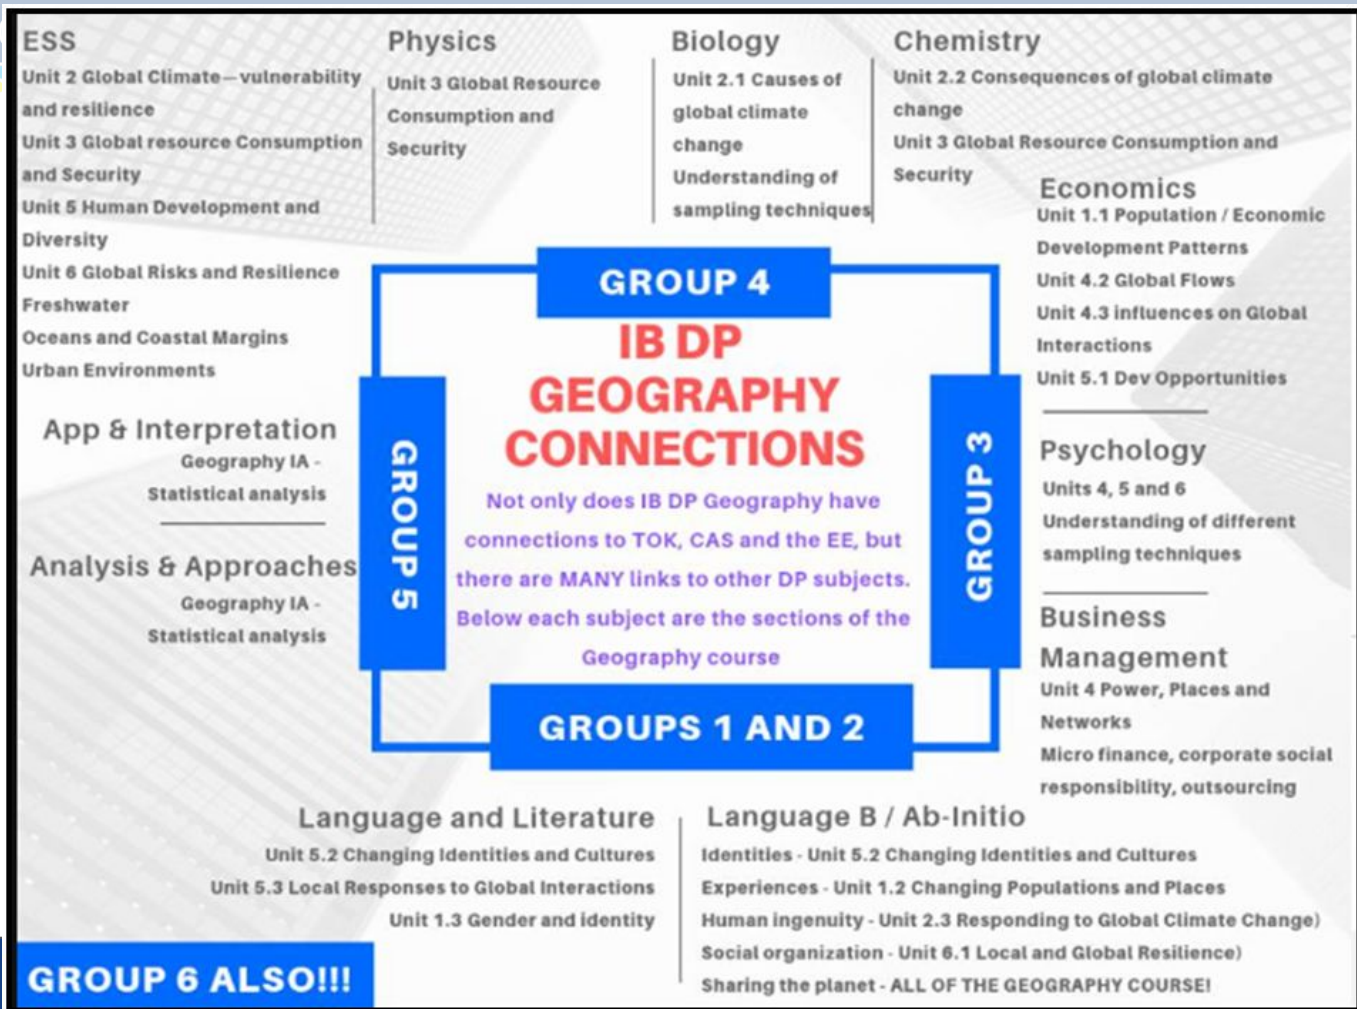 ESS
Unit 2 Global Climate—vulnerability
and resilience
Unit 3 Global resource Consumption
and Security
Unit 5 Human Development and
Diversity
Unit 6 Global Risks and Resilience
Freshwater
Oceans and Coastal Margins
Urban Environments
Physics
Unit 3 Global Resource
Consumption and
Security
Biology
Unit 2.1 Causes of
global climate
change
Understanding of
sampling techniques
Chemistry
Unit 2.2 Consequences of global climate
change
Unit 3 Global Resource Consumption and
Security
Economics
Unit 1.1 Population / Economic
Development Patterns
Unit 4.2 Global Flows
Unit 4.3 influences on Global
Interactions
Unit 5.1 Dev Opportunities
Psychology
Units 4, 5 and 6
Understanding of different
sampling techniques
Business
Management
Unit 4 Power, Places and
Networks
Micro finance, corporate social
responsibility, outsourcing
App & Interpretation
Geography IA -
Statistical analysis
Analysis & Approaches
Geography IA -
Statistical analysis
GROUP 4
GROUP 5
GROUP 3
IB DP
GEOGRAPHY
CONNECTIONS
Not only does IB DP Geography have
connections to TOK, CAS and the EE, but
there are MANY links to other DP subjects.
Below each subject are the sections of the
Geography course
GROUPS 1 AND 2
Language and Literature
Unit 5.2 Changing Identities and Cultures
Unit 5.3 Local Responses to Global Interactions
Unit 1.3 Gender and identity
Language B / Ab-Initio
Identities - Unit 5.2 Changing Identities and Cultures
Experiences - Unit 1.2 Changing Populations and Places
Human ingenuity - Unit 2.3 Responding to Global Climate Change)
Social organization - Unit 6.1 Local and Global Resilience)
Sharing the planet - ALL OF THE GEOGRAPHY COURSE!
GROUP 6 ALSO!!!